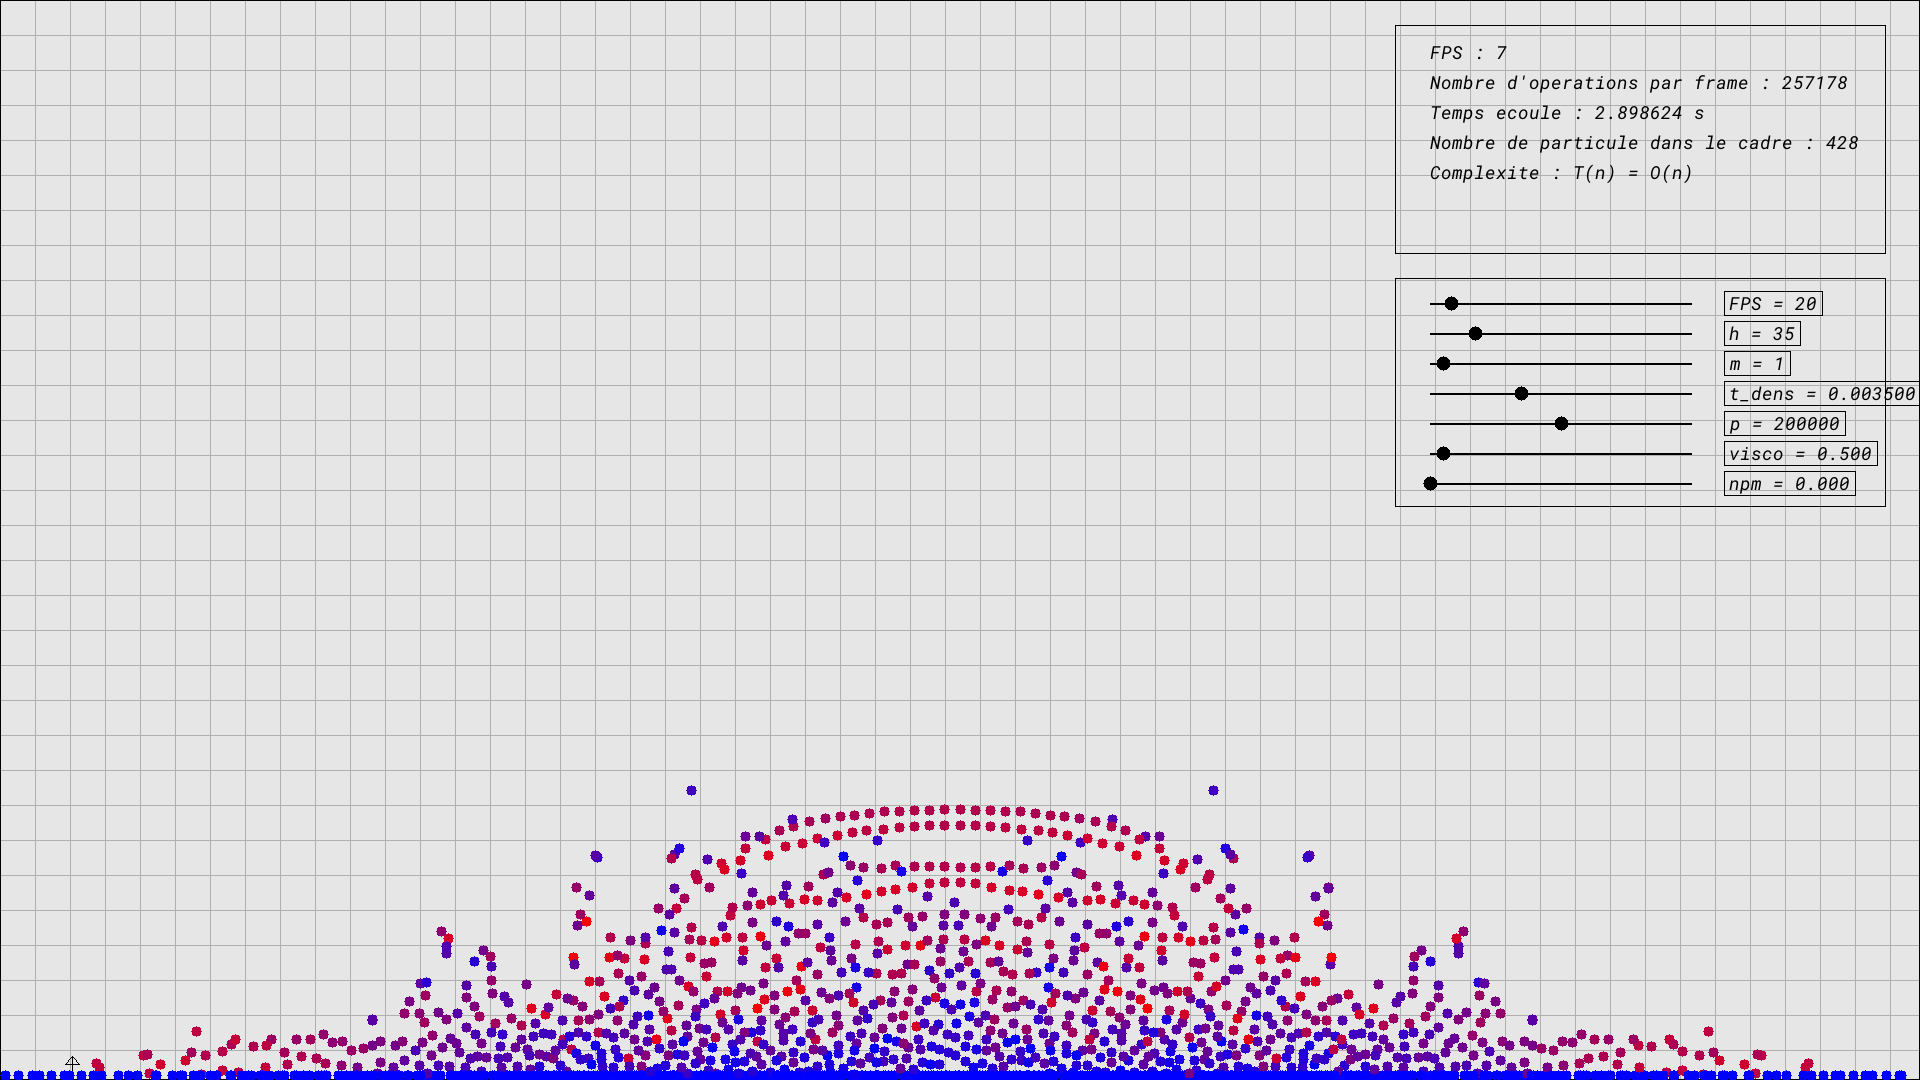 FPS : 7
Nombre d'operations par frame : 257178
Temps ecoule : 2.898624 s
Nombre de particule dans le cadre : 428
Complexite : T(n) = O(n)
FPS = 20
h = 35
m = 1
t_dens = 0.003500
p = 200000
visco = 0.500
npm = 0.000